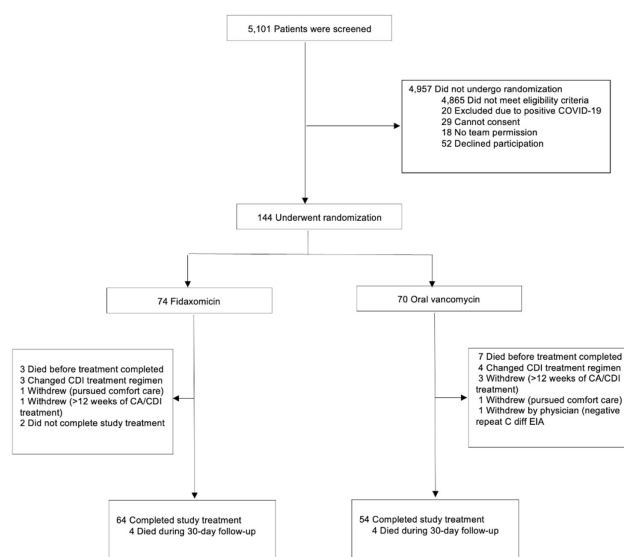 5,101 Patients were screened
4,957 Did not undergo randomization
4,865 Did not meet eligibility criteria
20 Excluded due to positive COVID-19
29 Cannot consent
18 No team permission
52 Declined participation
144 Underwent randomization
74 Fidaxomicin
70 Oral vancomycin
3 Died before treatment completed
3 Changed CDI treatment regimen
1 Withdrew (pursued comfort care)
1 Withdrew (>12 weeks of CA/CDI
treatment)
2 Did not complete study treatment
7 Died before treatment completed
4 Changed CDI treatment regimen
3 Withdrew (>12 weeks of CA/CDI
treatment)
1 Withdrew (pursued comfort care)
1 Withdrew by physician (negative
repeat C diff EIA
64 Completed study treatment
4 Died during 30-day follow-up
54 Completed study treatment
4 Died during 30-day follow-up